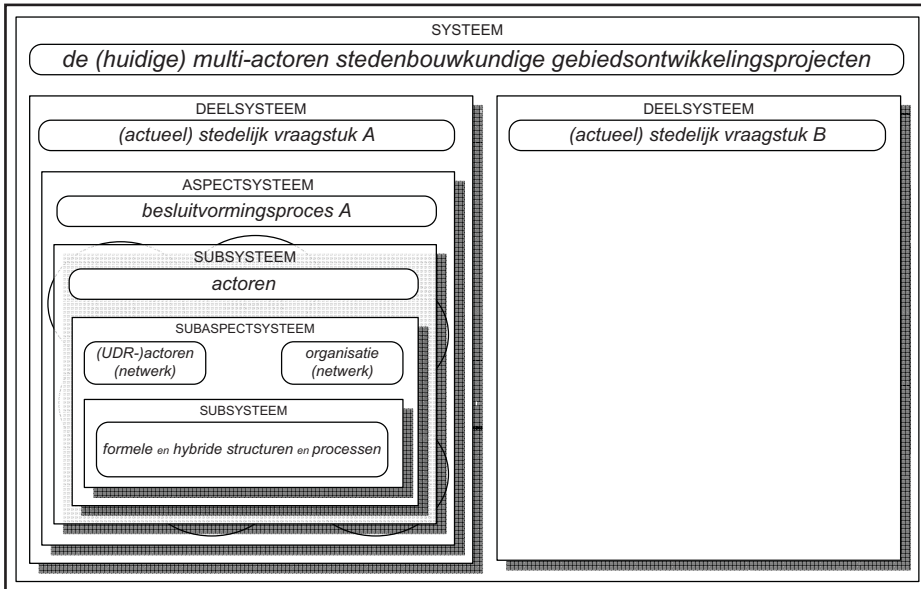 SYSTEEM
de (huidige) multi-actoren stedenbouwkundige gebiedsontwikkelingsprojecten
DEELSYSTEEM
(actueel) stedelijk vraagstuk A
ASPECTSYSTEEM
besluitvormingsproces A
SUBSYSTEEM
actoren
SUBASPECTSYSTEEM
(UDR-)actoren
(netwerk)
organisatie
(netwerk)
SUBSYSTEEM
formele en hybride structuren en processen
DEELSYSTEEM
(actueel) stedelijk vraagstuk B